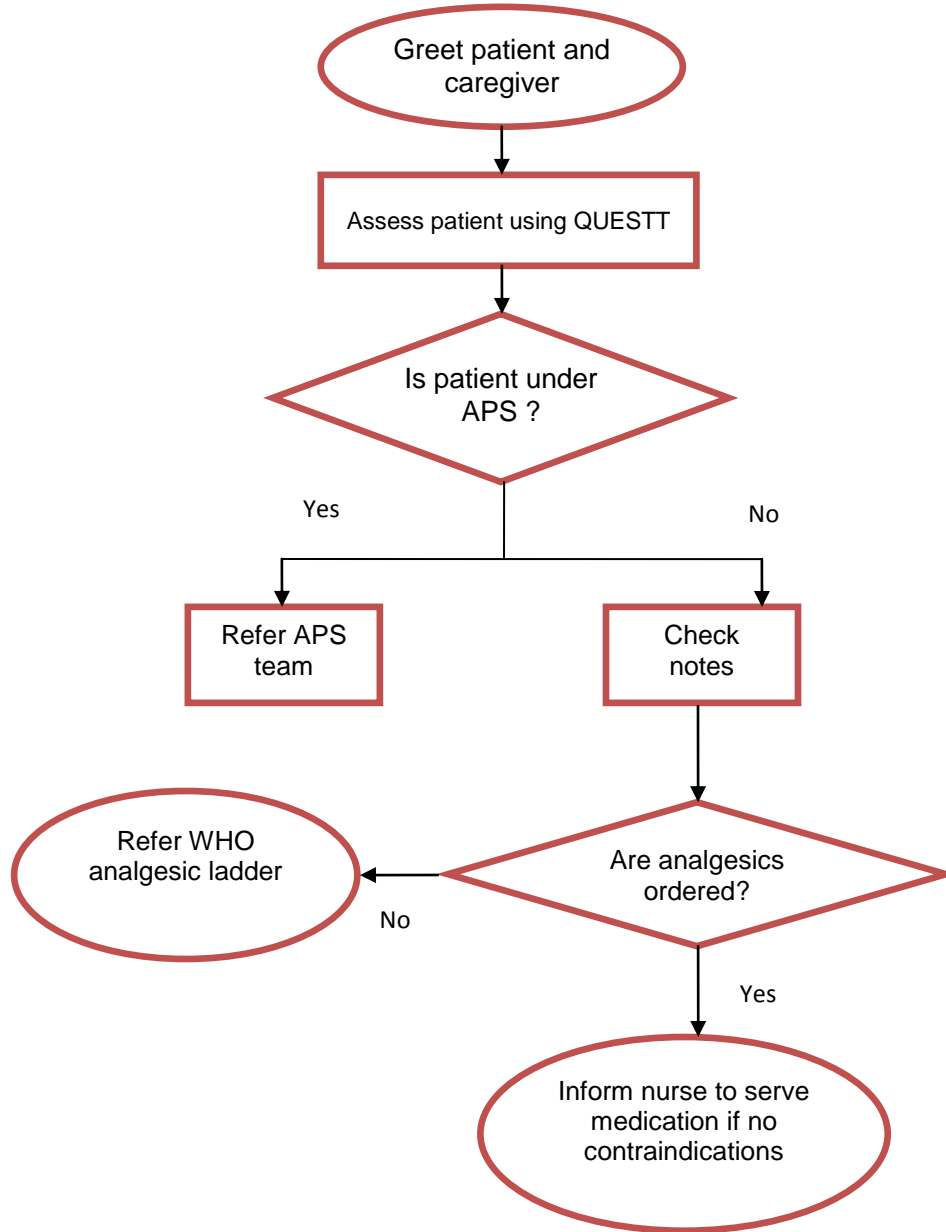 Greet patient and
caregiver
Assess patient using QUESTT
Is patient under
APS ?
Yes
No
Refer APS
team
Check
notes
Refer WHO
analgesic ladder
Are analgesics
ordered?
No
Yes
Inform nurse to serve
medication if no
contraindications